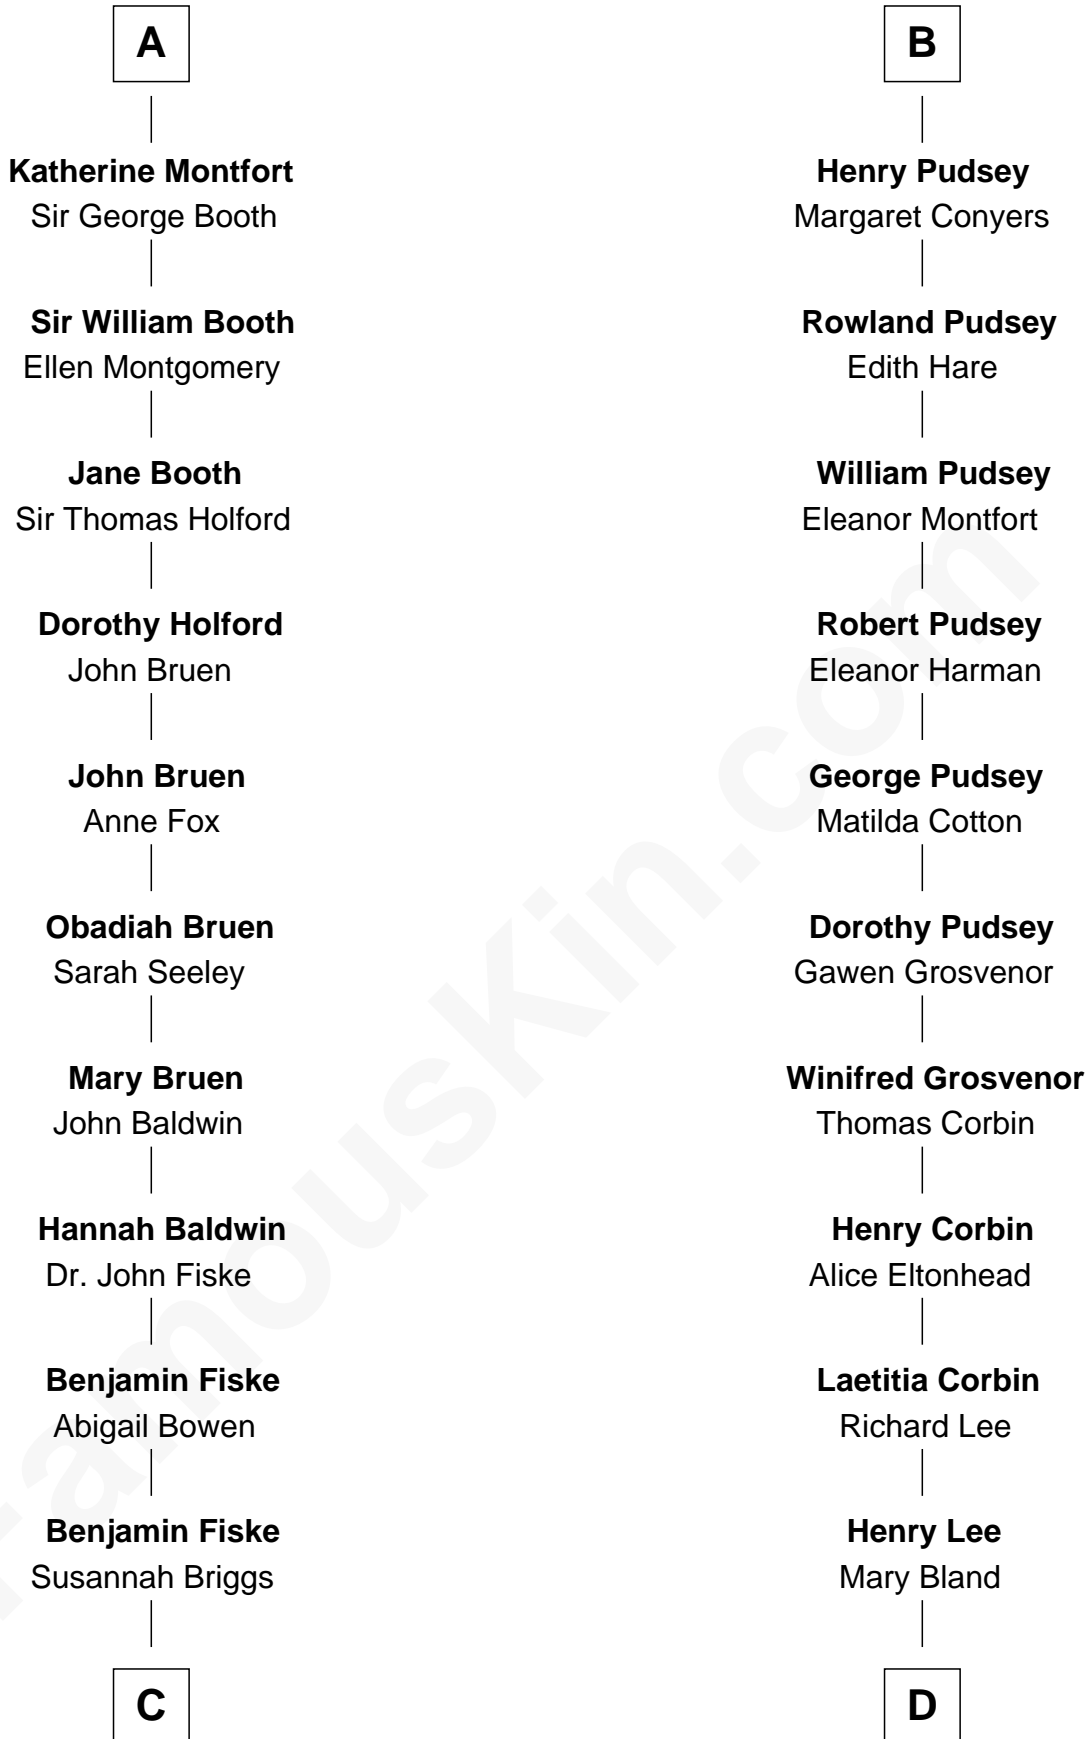 A
Katherine Montfort
Sir George Booth
Sir William Booth
Ellen Montgomery
Jane Booth
Sir Thomas Holford
Dorothy Holford
John Bruen
John Bruen
Anne Fox
Obadiah Bruen
Sarah Seeley
Mary Bruen
John Baldwin
Hannah Baldwin
Dr. John Fiske
Benjamin Fiske
Abigail Bowen
Benjamin Fiske
Susannah Briggs
C
B
Henry Pudsey
Margaret Conyers
Rowland Pudsey
Edith Hare
William Pudsey
Eleanor Montfort
Robert Pudsey
Eleanor Harman
George Pudsey
Matilda Cotton
Dorothy Pudsey
Gawen Grosvenor
Winifred Grosvenor
Thomas Corbin
Henry Corbin
Alice Eltonhead
Laetitia Corbin
Richard Lee
Henry Lee
Mary Bland
D
FamousKin.com